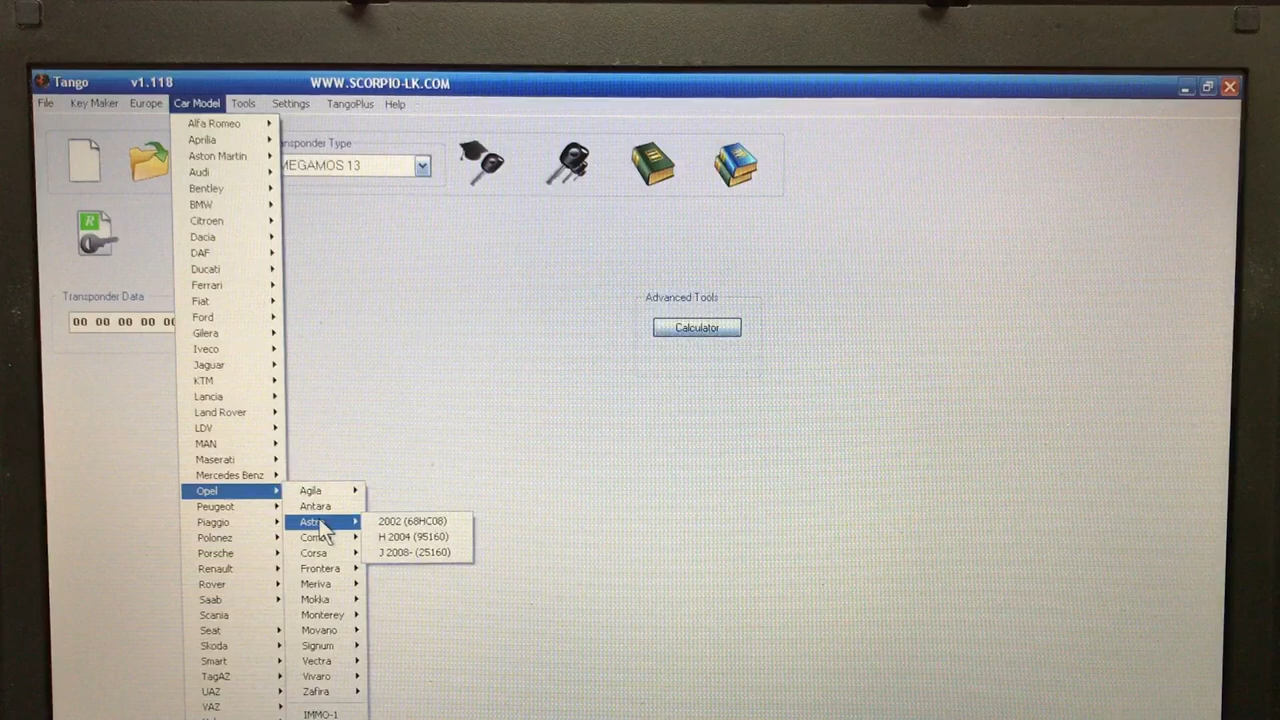 Tango v1.118 WWW.SCORPIO-LK.COM
File Key Maker Europe Car Model Tools Settings TangoPlus Help
Alfa Romeo
Aprilia
Aston Martin
Audi
Bentley
BMW
Citroen
Dacia
DAF
Ducati
Ferrari
Fiat
Ford
Gilera
Iveco
Jaguar
KTM
Lancia
Land Rover
LDV
MAN
Maserati
Mercedes Benz
Opel
Peugeot
Piaggio
Polonez
Porsche
Renault
Rover
Saab
Scania
Seat
Skoda
Smart
TagAZ
UAZ
VAZ
Agila
Antara
Corsa
Frontera
Meriva
Mokka
Monterey
Movano
Signum
Vectra
Vivaro
Zafira
IMMO-1
2002 (68HC08)
H 2004 (95160)
J 2008- (25160)
MEGAMOS 13
R
Transponder Data
00 00 00 00 00
Advanced Tools
Calculator